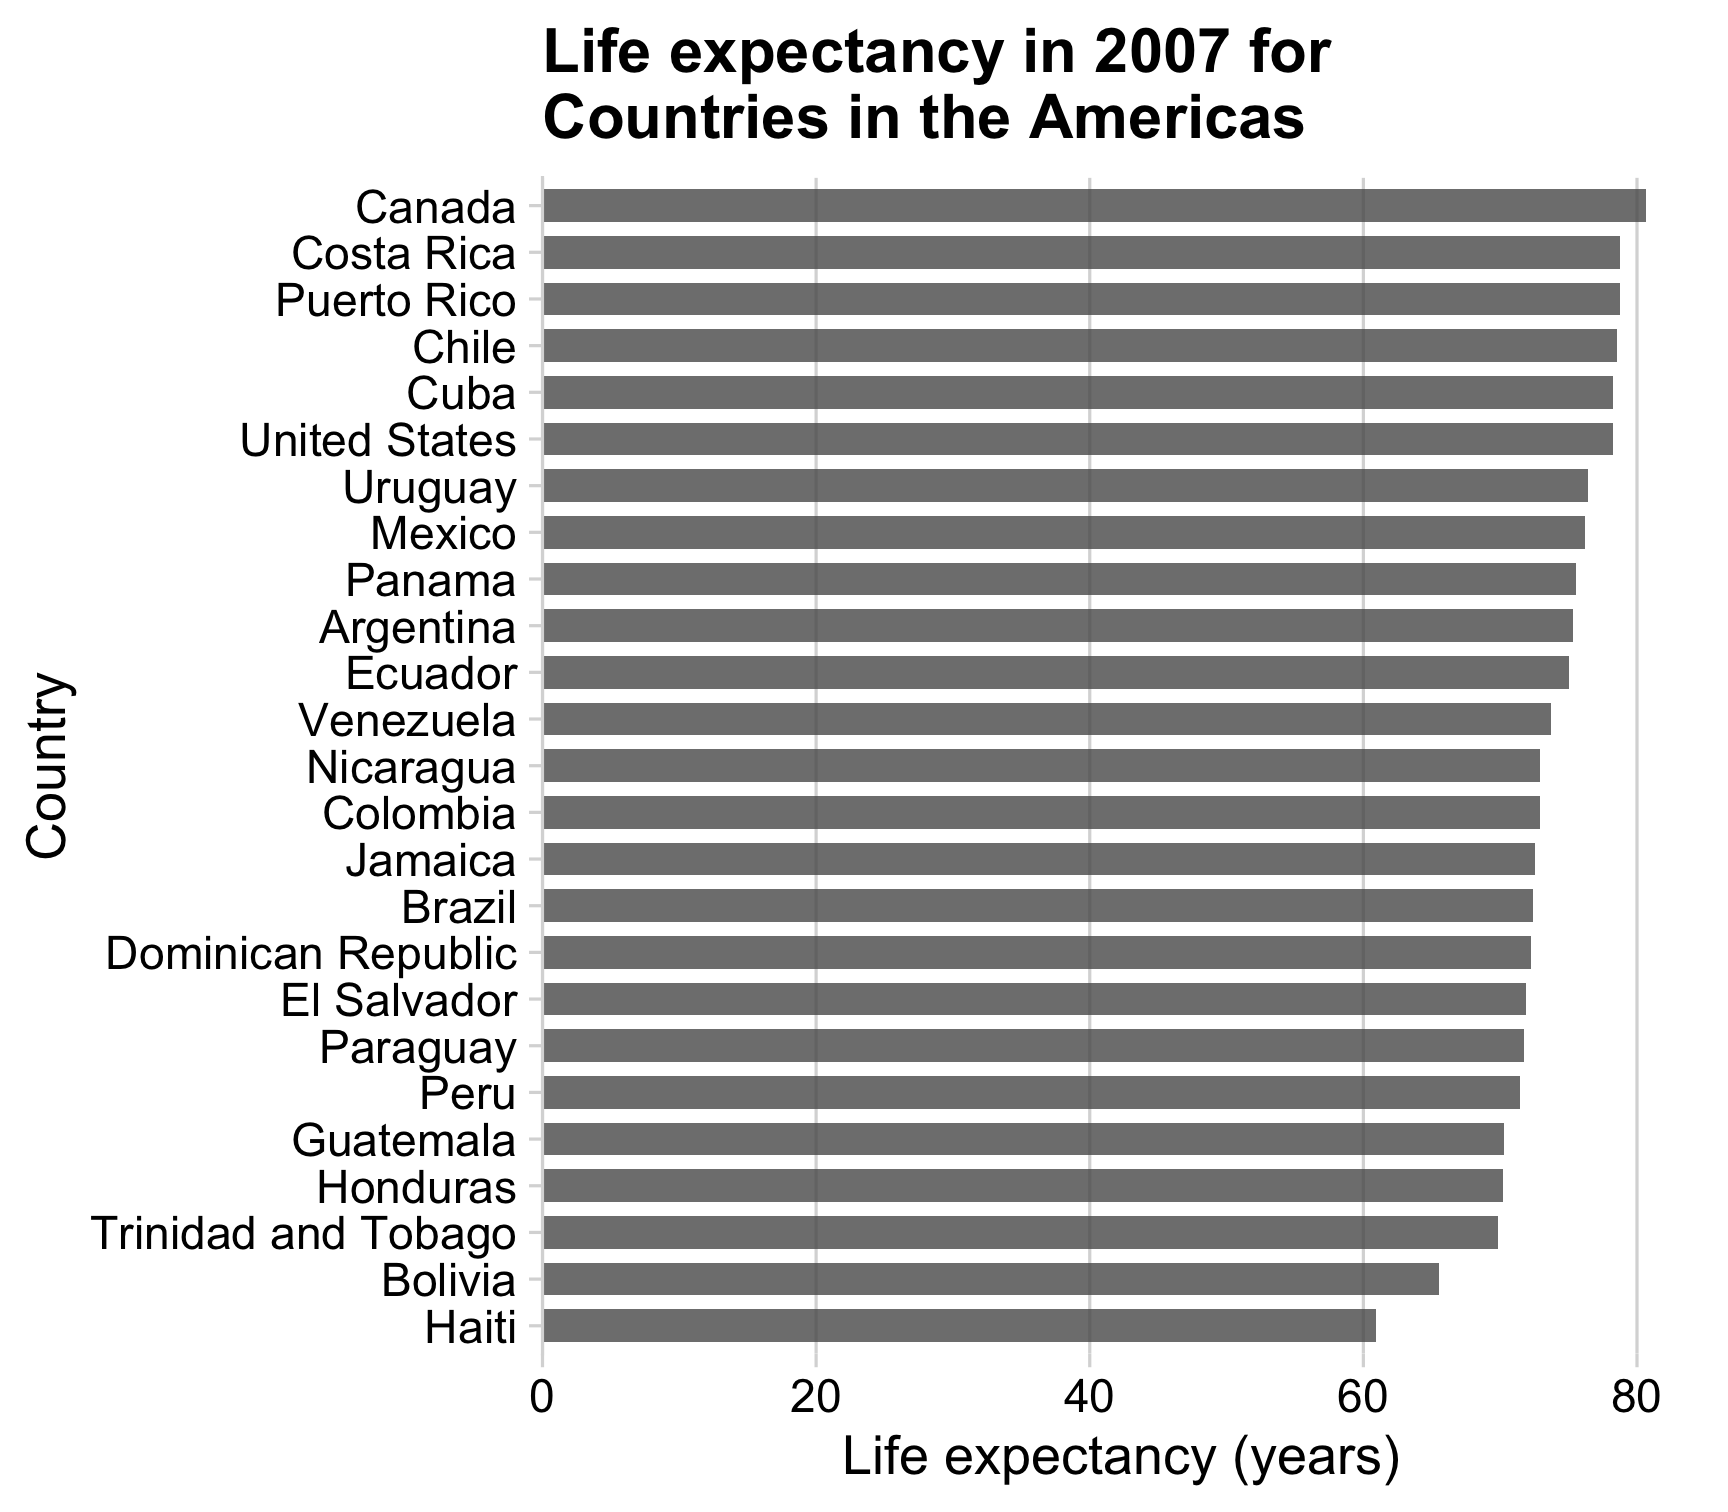 Life expectancy in 2007 for
Countries in the Americas
Canada
Costa Rica
Puerto Rico
Chile
Cuba
United States
Uruguay
Mexico
Panama
Argentina
Ecuador
Venezuela
Nicaragua
Colombia
Jamaica
Brazil
Dominican Republic
El Salvador
Paraguay
Peru
Guatemala
Honduras
Trinidad and Tobago
Bolivia
Haiti
Country
0 20 40 60 80
Life expectancy (years)